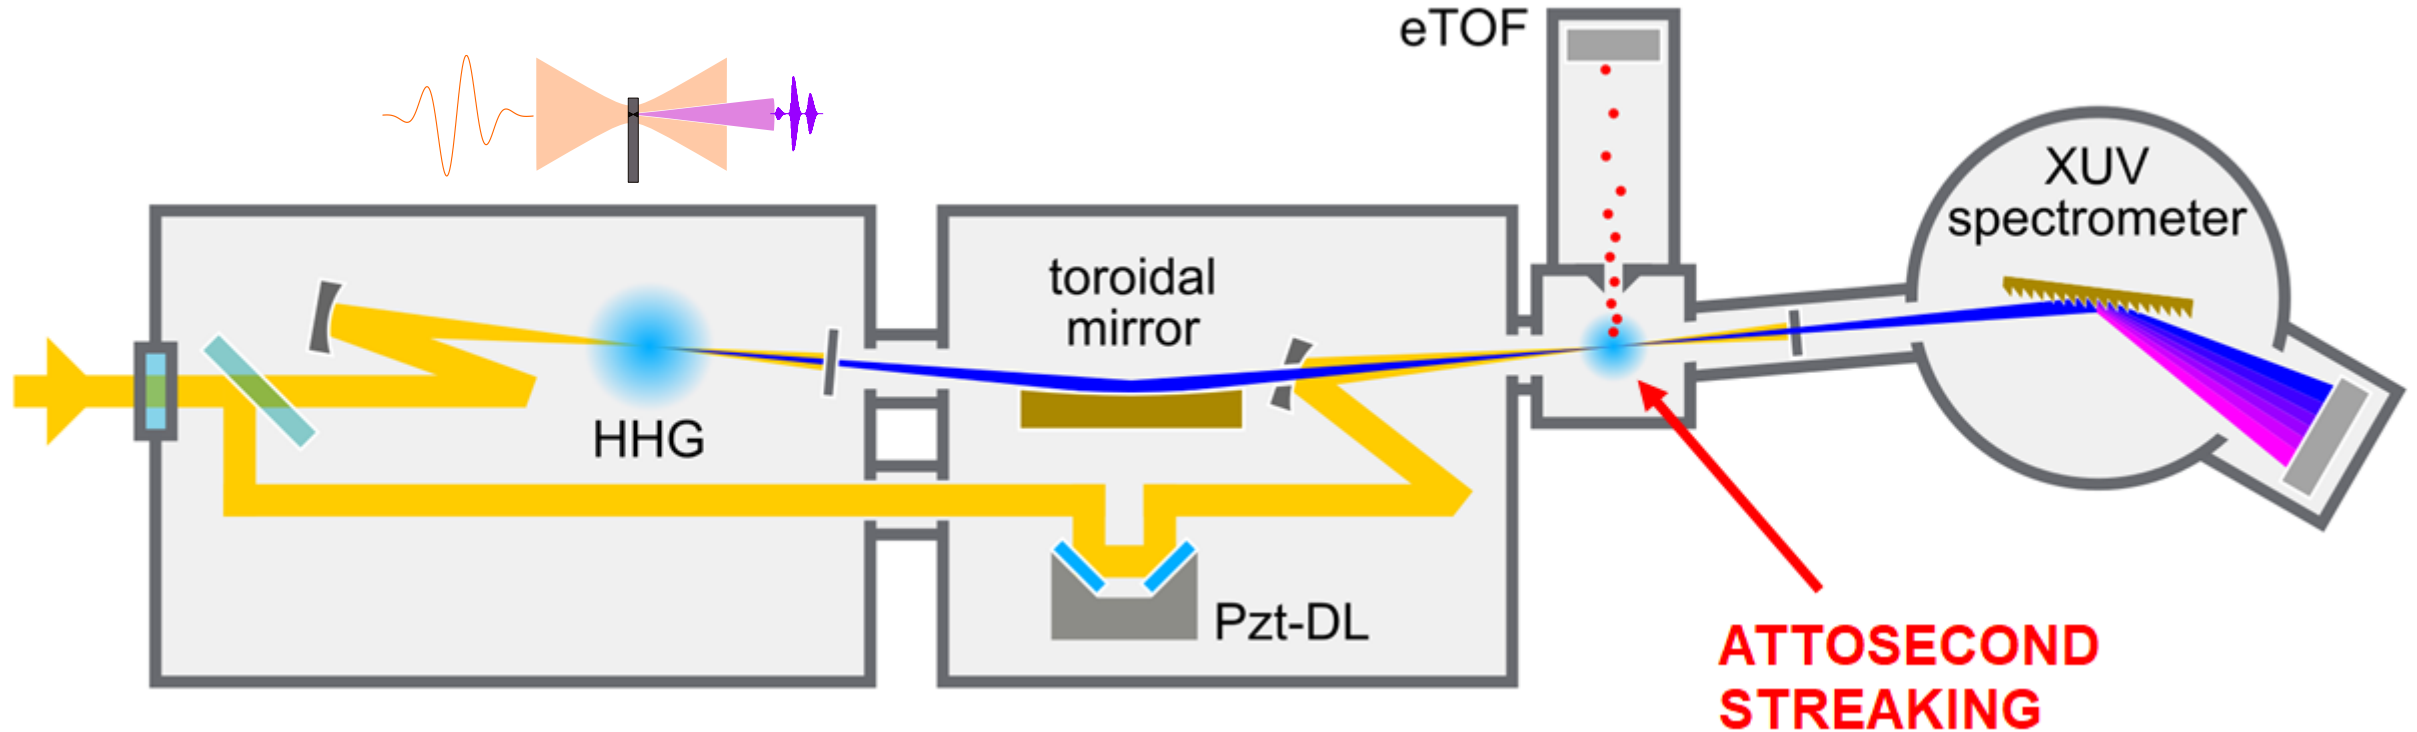 eTOF
XUV
spectrometer
toroidal
mirror
HHG
Pzt-DL
ATTOSECOND
STREAKING